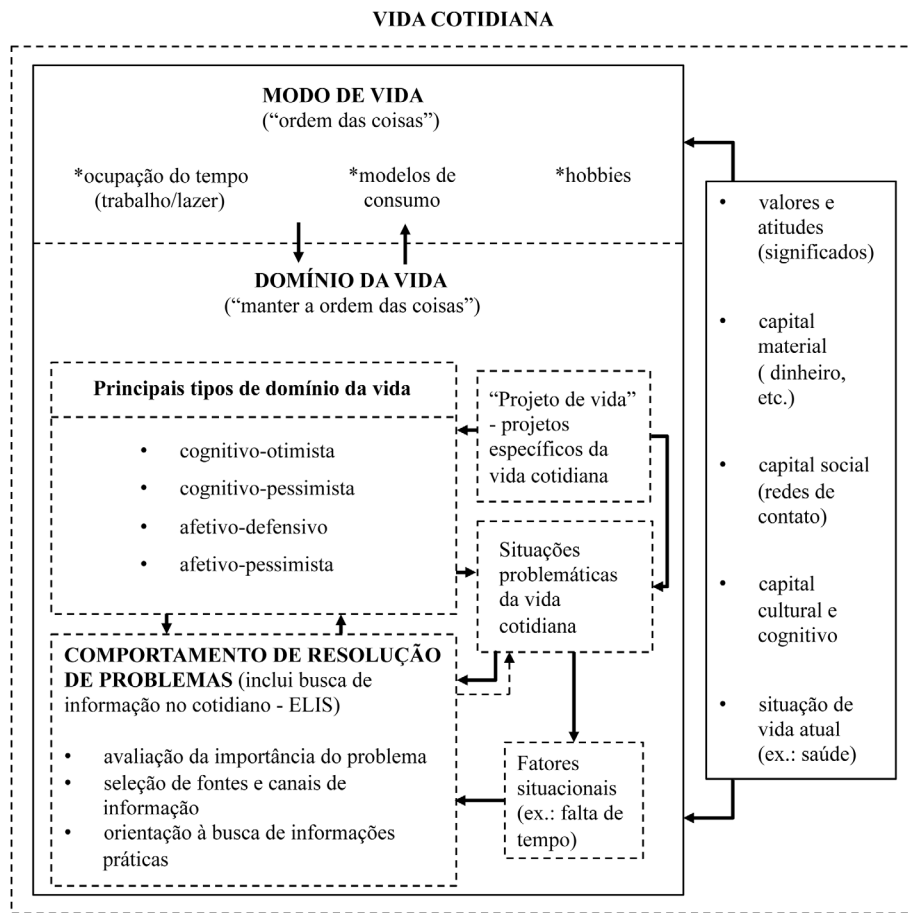 VIDA COTIDIANA
MODO DE VIDA
(“ordem das coisas”)
*ocupação do tempo
(trabalho/lazer)
*modelos de
consumo
*hobbies
DOMÍNIO DA VIDA
(“manter a ordem das coisas”)
Principais tipos de domínio da vida
• cognitivo-otimista
• cognitivo-pessimista
• afetivo-defensivo
• afetivo-pessimista
“Projeto de vida”
- projetos
específicos da
vida cotidiana
Situações
problemáticas
da vida
cotidiana
COMPORTAMENTO DE RESOLUÇÃO
DE PROBLEMAS (inclui busca de
informação no cotidiano - ELIS)
• avaliação da importância do problema
• seleção de fontes e canais de
informação
• orientação à busca de informações
práticas
Fatores
situacionais
(ex.: falta de
tempo)
• valores e
atitudes
(significados)
• capital
material
( dinheiro,
etc.)
• capital social
(redes de
contato)
• capital
cultural e
cognitivo
• situação de
vida atual
(ex.: saúde)